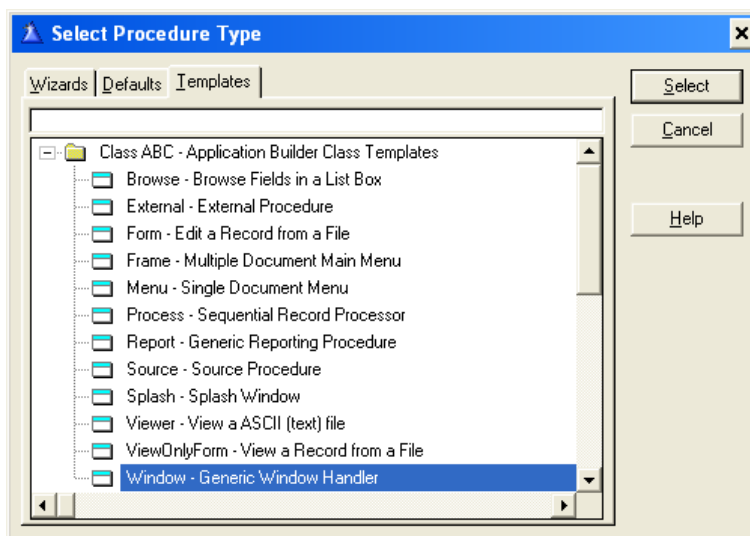 Select Procedure Type
Wizards Defaults Templates
Select
Cancel
Help
Class ABC - Application Builder Class Templates
Browse - Browse Fields in a List Box
External - External Procedure
Form - Edit a Record from a File
Frame - Multiple Document Main Menu
Menu - Single Document Menu
Process - Sequential Record Processor
Report - Generic Reporting Procedure
Source - Source Procedure
Splash - Splash Window
Viewer - View a ASCII (text) file
ViewOnlyForm - View a Record from a File
Window - Generic Window Handler